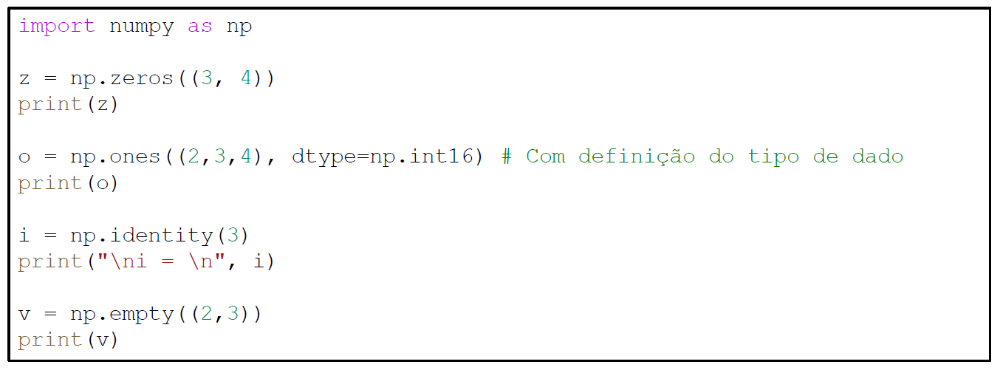 import numpy as np
z = np.zeros((3, 4))
print(z)
o = np.ones((2,3,4), dtype=np.int16) # Com definição do tipo de dado
print(o)
i = np.identity(3)
print("\ni = \n", i)
v = np.empty((2,3))
print(v)